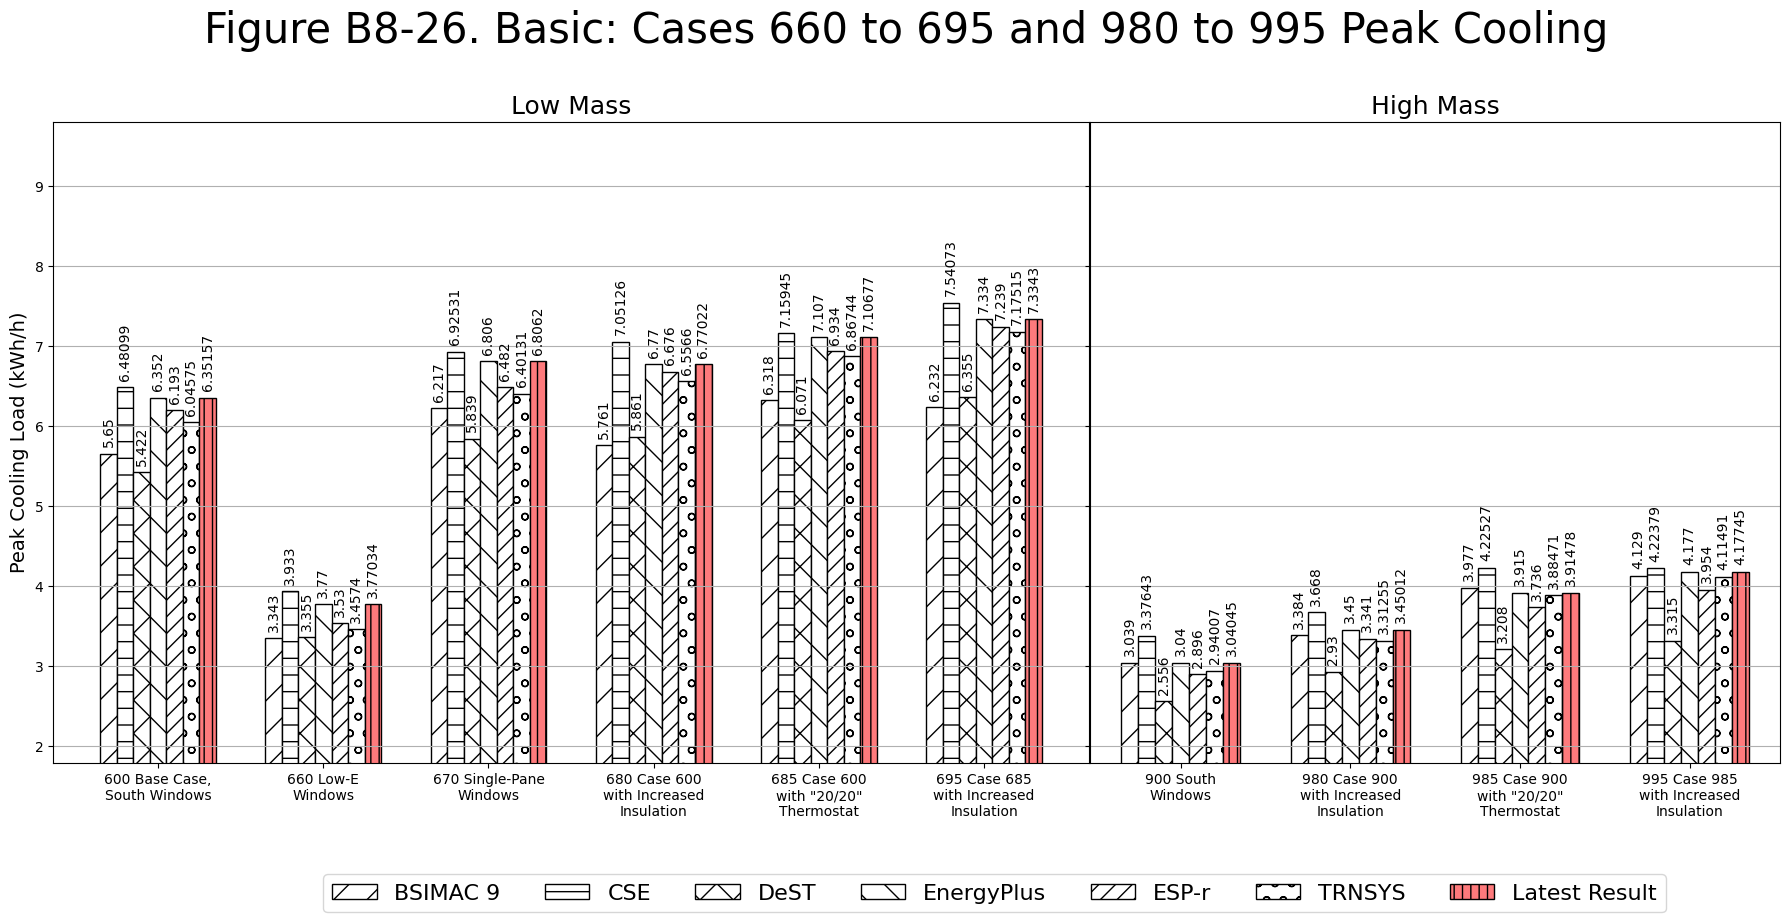 Figure B8-26. Basic: Cases 660 to 695 and 980 to 995 Peak Cooling
Low Mass
High Mass
Peak Cooling Load (kWh/h)
9
8
7
6
5
4
3
2
5.65
6.48099
5.422
6.352
6.193
6.04575
6.35157
3.343
3.933
3.355
3.77
3.53
3.4574
3.77034
6.217
6.92531
5.839
6.806
6.482
6.40131
6.8062
5.761
7.05126
5.861
6.77
6.676
6.5566
6.77022
6.318
7.15945
6.071
7.107
6.934
6.86744
7.10677
6.232
7.54073
6.355
7.334
7.239
7.17515
7.3343
3.039
3.37643
2.556
3.04
2.896
2.94007
3.04045
3.384
3.668
2.93
3.45
3.341
3.31255
3.45012
3.977
4.22527
3.208
3.915
3.736
3.88471
3.91478
4.129
4.22379
3.315
4.177
3.954
4.11491
4.17745
600 Base Case,
South Windows
660 Low-E
Windows
670 Single-Pane
Windows
680 Case 600
with Increased
Insulation
685 Case 600
with "20/20"
Thermostat
695 Case 685
with Increased
Insulation
900 South
Windows
980 Case 900
with Increased
Insulation
985 Case 900
with "20/20"
Thermostat
995 Case 985
with Increased
Insulation
BSIMAC 9
CSE
DeST
EnergyPlus
ESP-r
TRNSYS
Latest Result